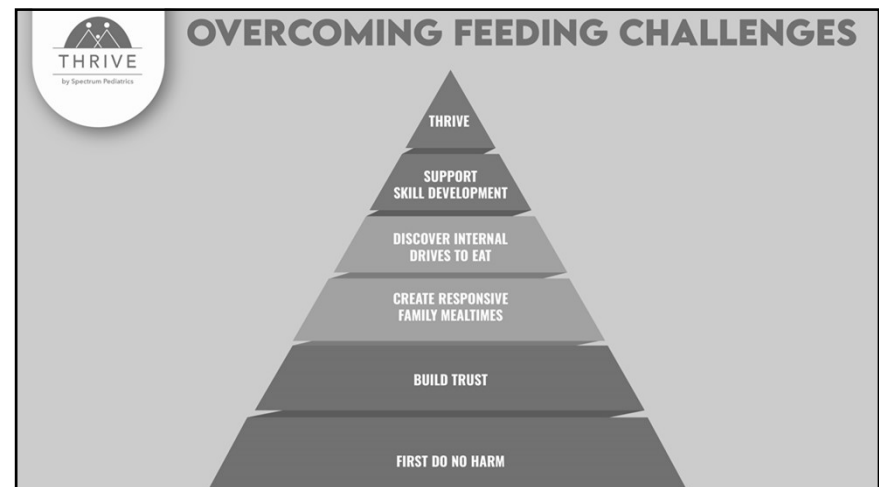 THRIVE
by Spectrum Pediatrics
OVERCOMING FEEDING CHALLENGES
THRIVE
SUPPORT
SKILL DEVELOPMENT
DISCOVER INTERNAL
DRIVES TO EAT
CREATE RESPONSIVE
FAMILY MEALTIMES
BUILD TRUST
FIRST DO NO HARM